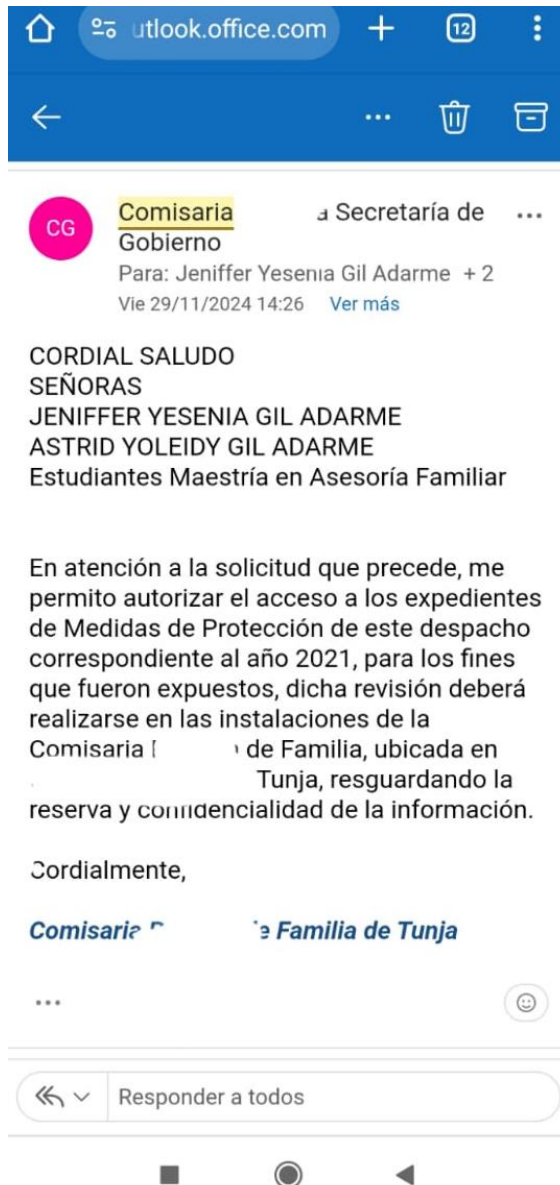 utlook.office.com
12
CG
Comisaria a Secretaría de
Gobierno
Para: Jeniffer Yesenia Gil Adarme + 2
Vie 29/11/2024 14:26 Ver más
CORDIAL SALUDO
SEÑORAS
JENIFFER YESENIA GIL ADARME
ASTRID YOLEIDY GIL ADARME
Estudiantes Maestría en Asesoría Familiar
En atención a la solicitud que precede, me
permito autorizar el acceso a los expedientes
de Medidas de Protección de este despacho
correspondiente al año 2021, para los fines
que fueron expuestos, dicha revisión deberá
realizarse en las instalaciones de la
Comisaria de Familia, ubicada en
Tunja, resguardando la
reserva y confidencialidad de la información.
Cordialmente,
Comisaria Familia de Tunja
Responder a todos